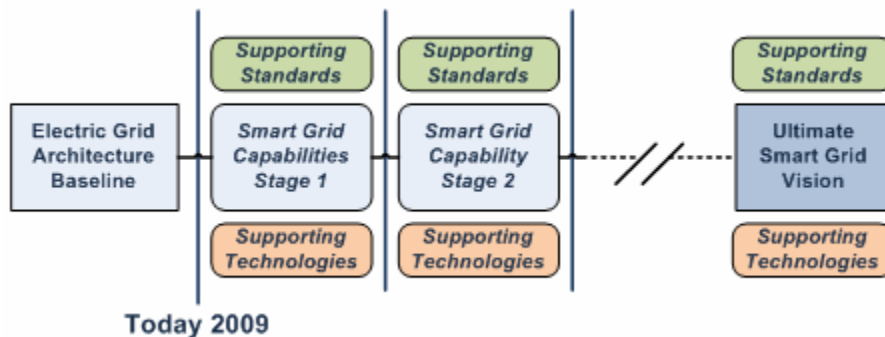 Supporting
Standards
Supporting
Standards
Supporting
Standards
Electric Grid
Architecture
Baseline
Smart Grid
Capabilities
Stage 1
Smart Grid
Capability
Stage 2
Ultimate
Smart Grid
Vision
Supporting
Technologies
Supporting
Technologies
Supporting
Technologies
Today 2009